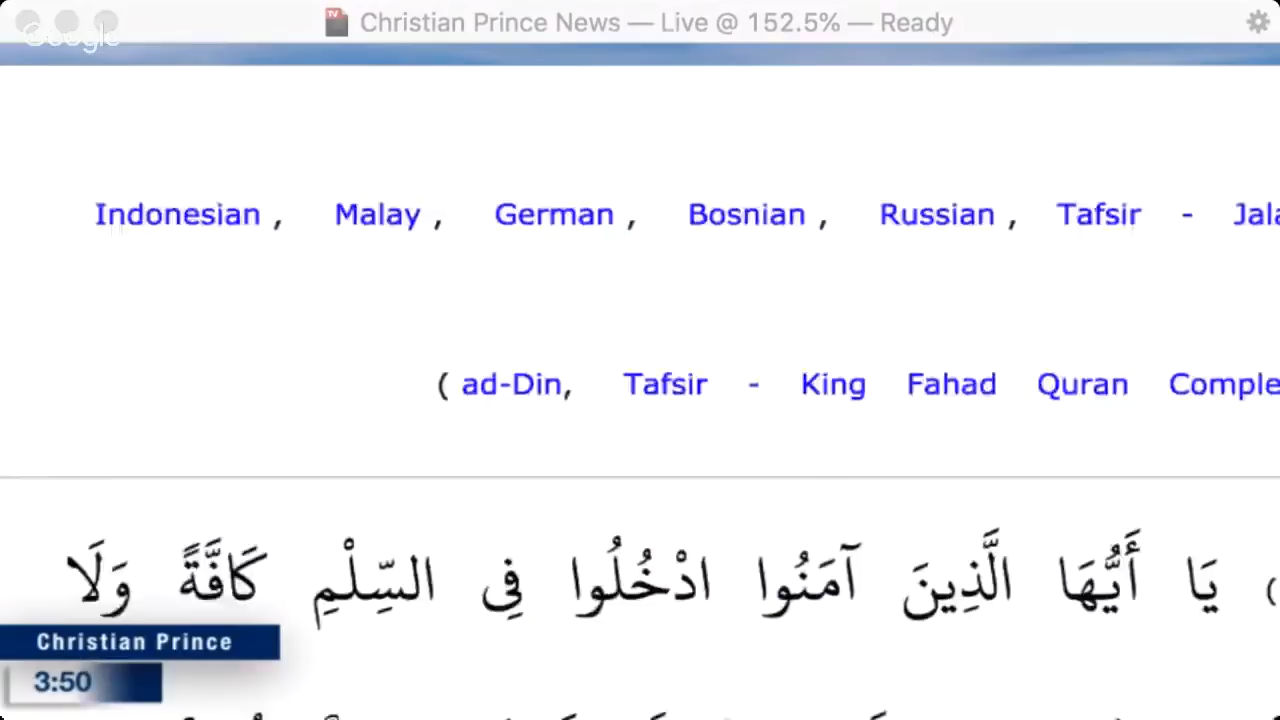 Christian Prince News — Live @ 152.5% — Ready
Google
Indonesian , Malay , German , Bosnian , Russian , Tafsir -
( ad-Din, Tafsir - King Fahad Quran
يَا أَيُّهَا الَّذِينَ آمَنُوا ادْخُلُوا فِى السِّلْمِ كَافَّةً وَلَا
Christian Prince
3:50